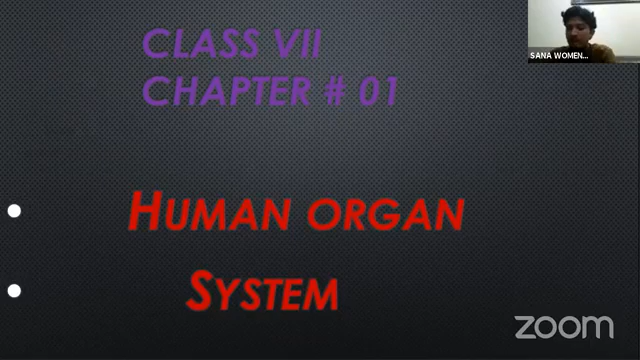 CLASS VII
CHAPTER # 01
SANA WOMEN...
HUMAN ORGAN
SYSTEM
zoom